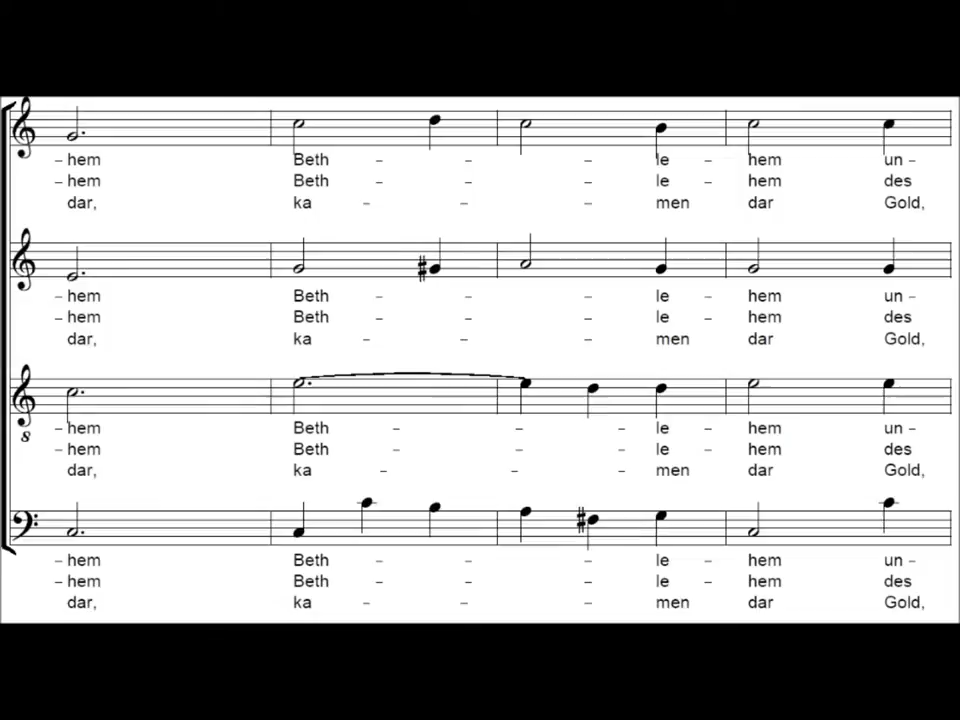 – hem Beth – – – le – hem un –
– hem Beth – – – le – hem des
dar, ka – – – men dar Gold,
– hem Beth – – – le – hem un –
– hem Beth – – – le – hem des
dar, ka – – – men dar Gold,
8
– hem Beth – – – le – hem un –
– hem Beth – – – le – hem des
dar, ka – – – men dar Gold,
– hem Beth – – – le – hem un –
– hem Beth – – – le – hem des
dar, ka – – – men dar Gold,